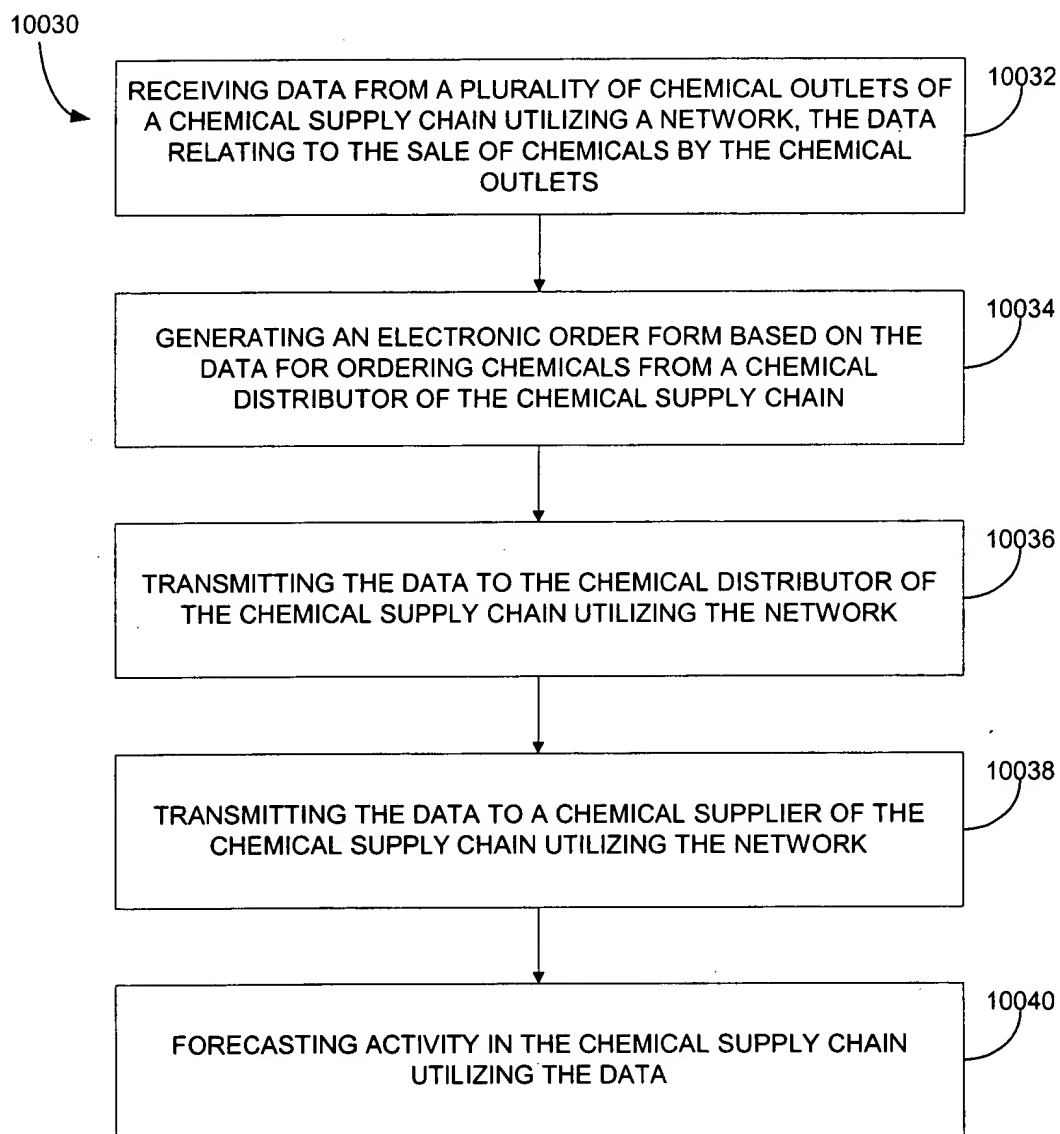 10030
10032
RECEIVING DATA FROM A PLURALITY OF CHEMICAL OUTLETS OF
A CHEMICAL SUPPLY CHAIN UTILIZING A NETWORK, THE DATA
RELATING TO THE SALE OF CHEMICALS BY THE CHEMICAL
OUTLETS
10034
GENERATING AN ELECTRONIC ORDER FORM BASED ON THE
DATA FOR ORDERING CHEMICALS FROM A CHEMICAL
DISTRIBUTOR OF THE CHEMICAL SUPPLY CHAIN
10036
TRANSMITTING THE DATA TO THE CHEMICAL DISTRIBUTOR OF
THE CHEMICAL SUPPLY CHAIN UTILIZING THE NETWORK
10038
TRANSMITTING THE DATA TO A CHEMICAL SUPPLIER OF THE
CHEMICAL SUPPLY CHAIN UTILIZING THE NETWORK
10040
FORECASTING ACTIVITY IN THE CHEMICAL SUPPLY CHAIN
UTILIZING THE DATA